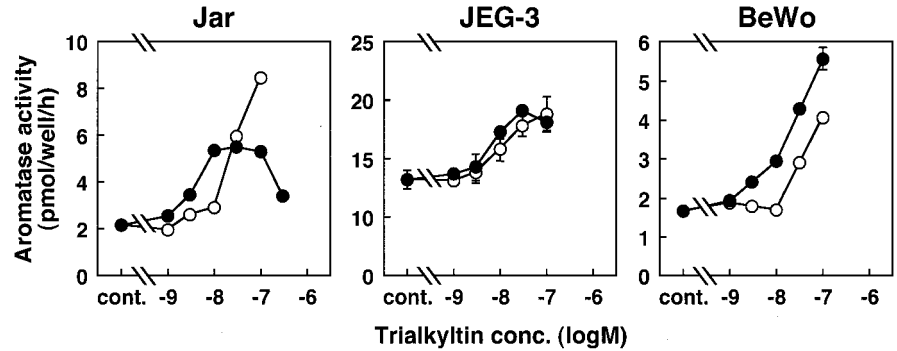 Jar JEG-3 BeWo
Aromatase activity
(pmol/well/h)
10
8
6
4
2
0
cont. -9 -8 -7 -6
25
20
15
10
0
cont. -9 -8 -7 -6
6
5
4
3
2
1
0
cont. -9 -8 -7 -6
Trialkyltin conc. (logM)